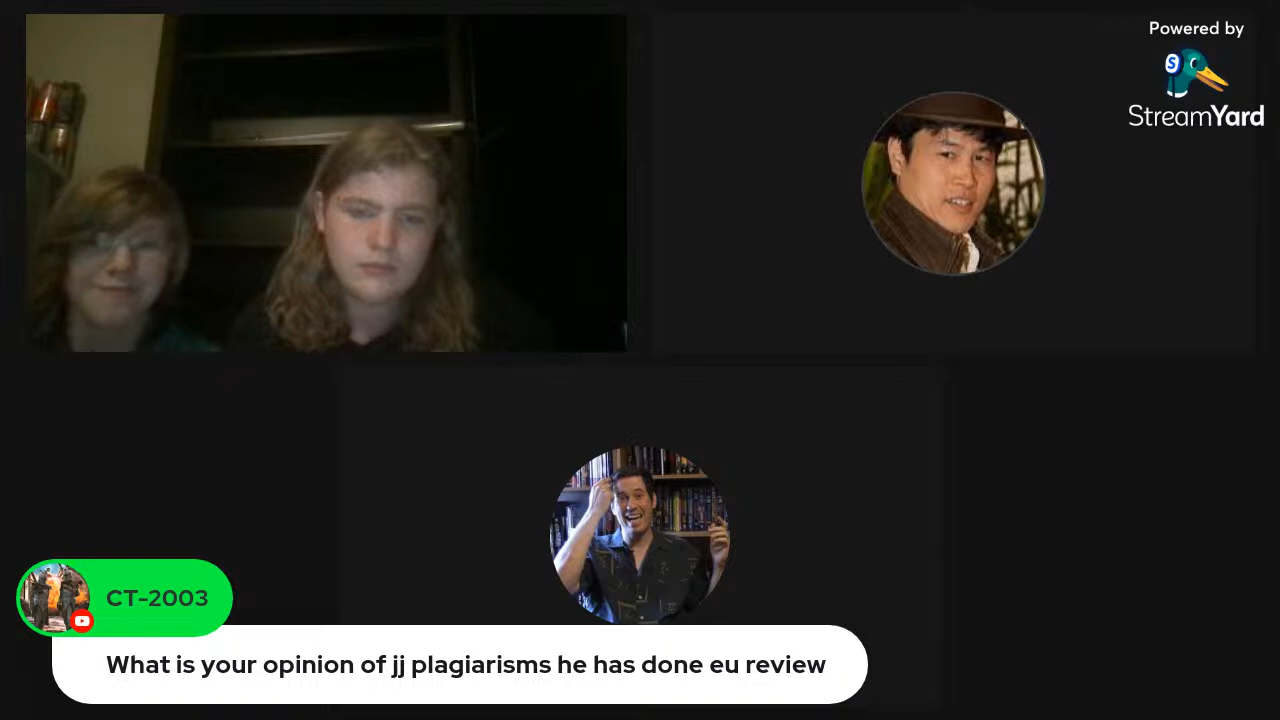 Powered by
StreamYard
CT-2003
What is your opinion of jj plagiarisms he has done eu review